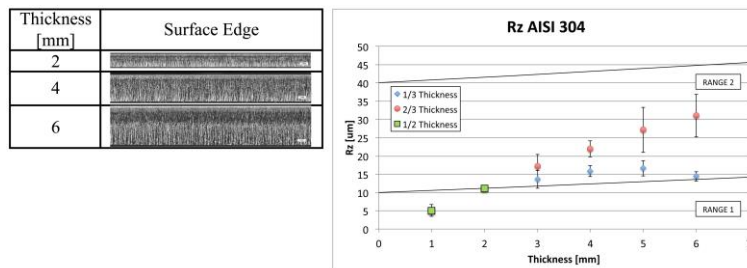 Thickness
[mm]
Surface Edge
2
4
6
Rz AISI 304
50
45
40
35
30
25
20
15
10
5
0
Rz [um]
RANGE 2
1/3 Thickness
2/3 Thickness
1/2 Thickness
RANGE 1
0 1 2 3 4 5 6
Thickness [mm]